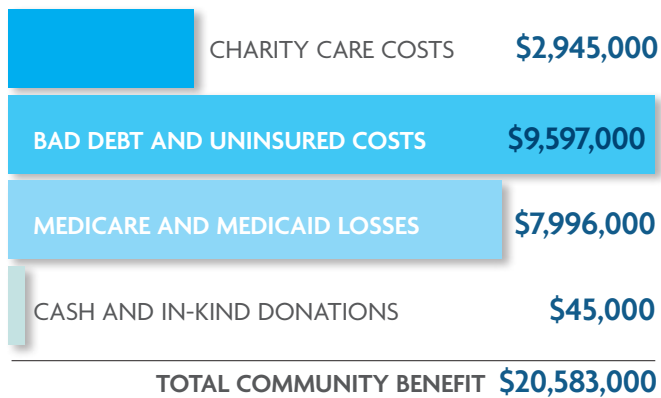 CHARITY CARE COSTS $2,945,000
BAD DEBT AND UNINSURED COSTS $9,597,000
MEDICARE AND MEDICAID LOSSES $7,996,000
CASH AND IN-KIND DONATIONS $45,000
TOTAL COMMUNITY BENEFIT $20,583,000